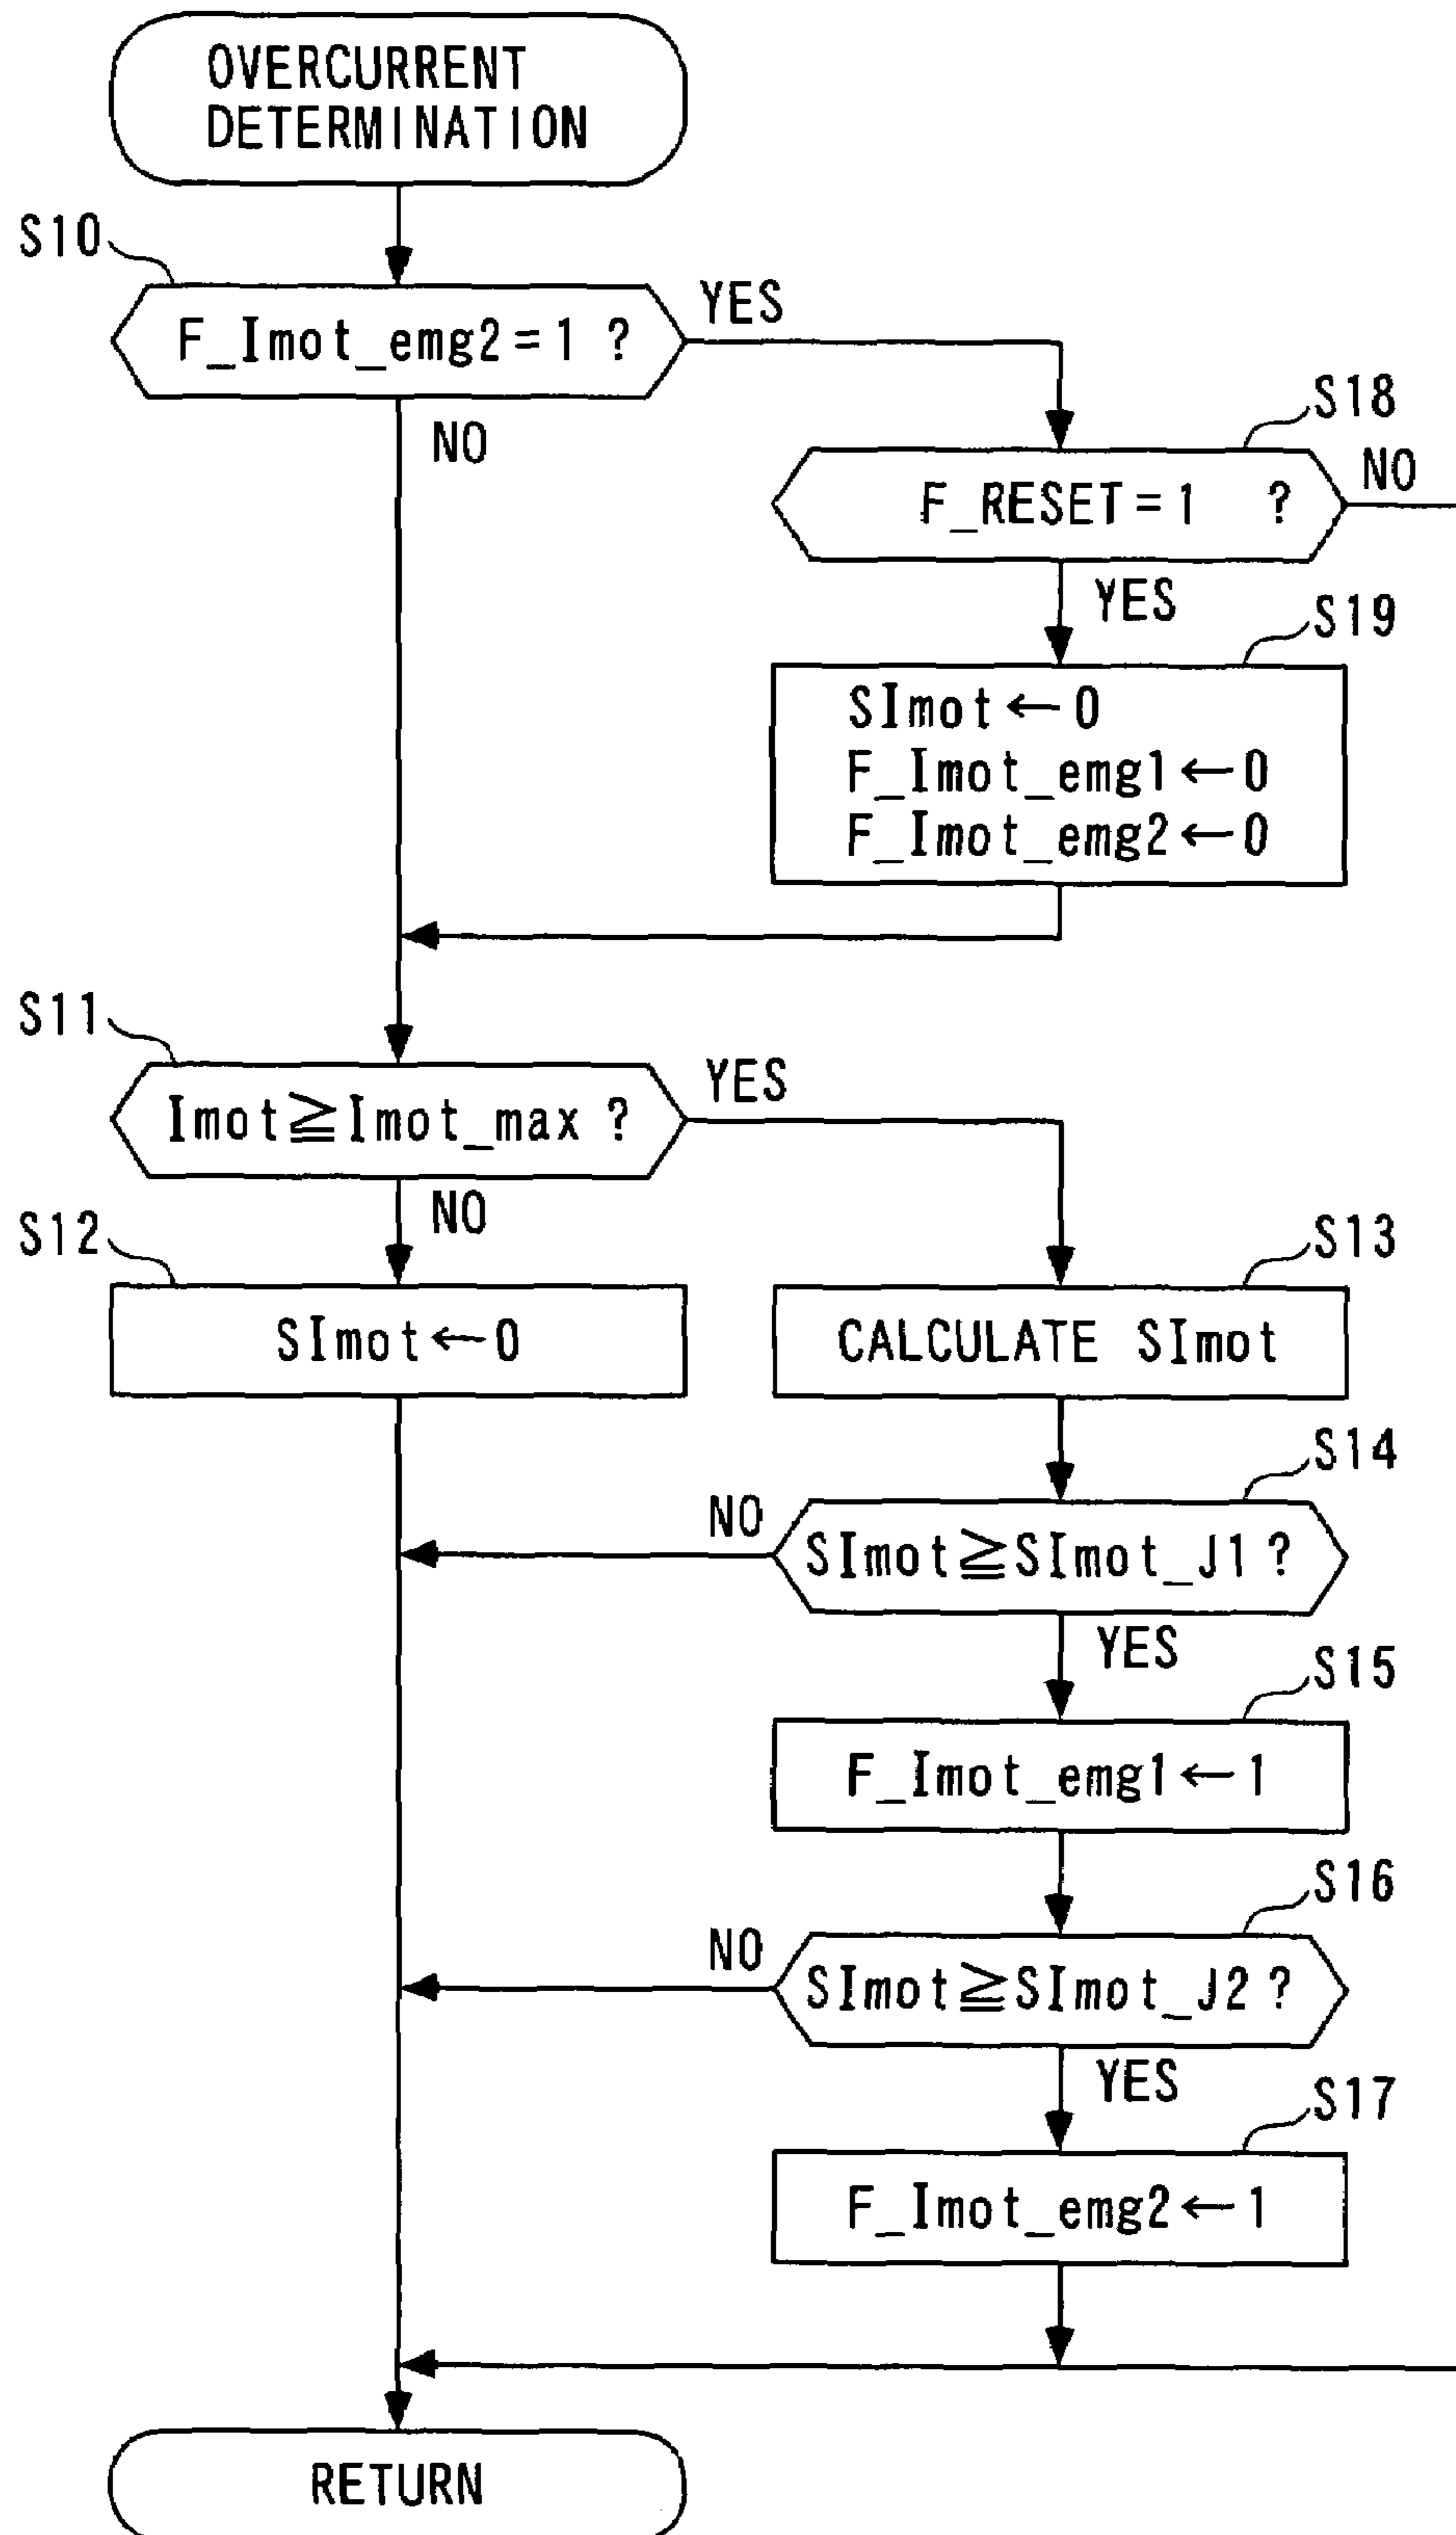 OVERCURRENT
DETERMINATION
S10
F_Imot_emg2=1 ?
YES
NO
S18
F_RESET=1 ?
NO
YES
S19
SImot←0
F_Imot_emg1←0
F_Imot_emg2←0
S11
Imot≧Imot_max ?
YES
NO
S12
SImot←0
S13
CALCULATE SImot
S14
NO
SImot≧SImot_J1 ?
YES
S15
F_Imot_emg1←1
S16
NO
SImot≧SImot_J2 ?
YES
S17
F_Imot_emg2←1
RETURN